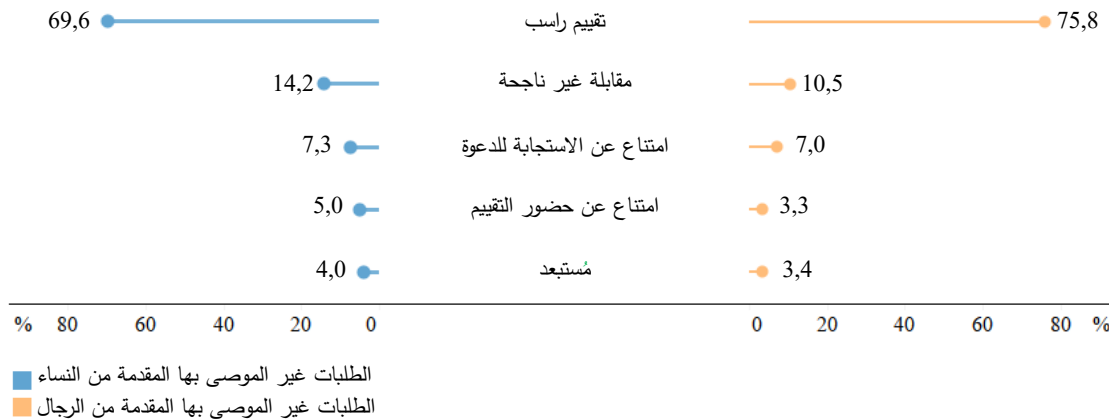 69,6 تقييم راسب 75,8
14,2 مقابلة غير ناجحة 10,5
7,3 امتناع عن الاستجابة للدعوة 7,0
5,0 امتناع عن حضور التقييم 3,3
4,0 مُستبعد 3,4
% 80 60 40 20 0 0 20 40 60 80 %
الطلبات غير الموصى بها المقدمة من النساء
الطلبات غير الموصى بها المقدمة من الرجال